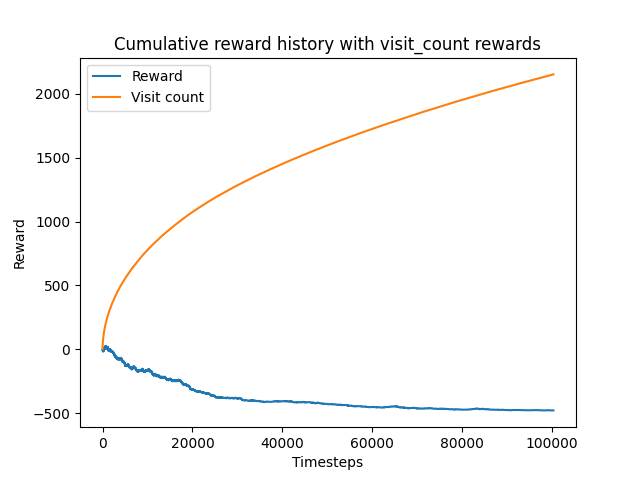 Cumulative reward history with visit_count rewards
Reward
Visit count
2000
1500
1000
500
0
−500
Reward
0 20000 40000 60000 80000 100000
Timesteps